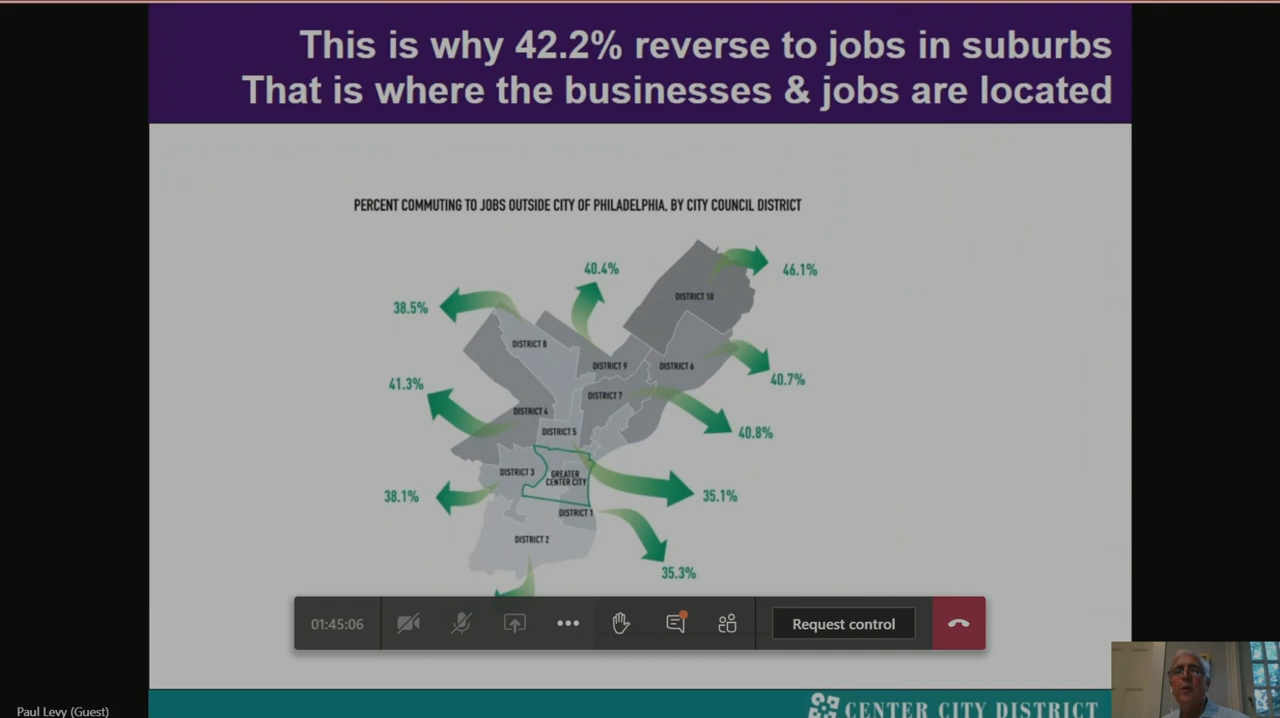 This is why 42.2% reverse to jobs in suburbs
That is where the businesses & jobs are located
PERCENT COMMUTING TO JOBS OUTSIDE CITY OF PHILADELPHIA, BY CITY COUNCIL DISTRICT
40.4%
46.1%
DISTRICT 10
38.5%
DISTRICT 8
DISTRICT 9
DISTRICT 6
40.7%
41.3%
DISTRICT 7
DISTRICT 4
DISTRICT 5
40.8%
DISTRICT 3
GREATER
CENTER CITY
38.1%
35.1%
DISTRICT 1
DISTRICT 2
35.3%
01:45:06
Request control
Paul Levy (Guest)
CENTER CITY DISTRICT